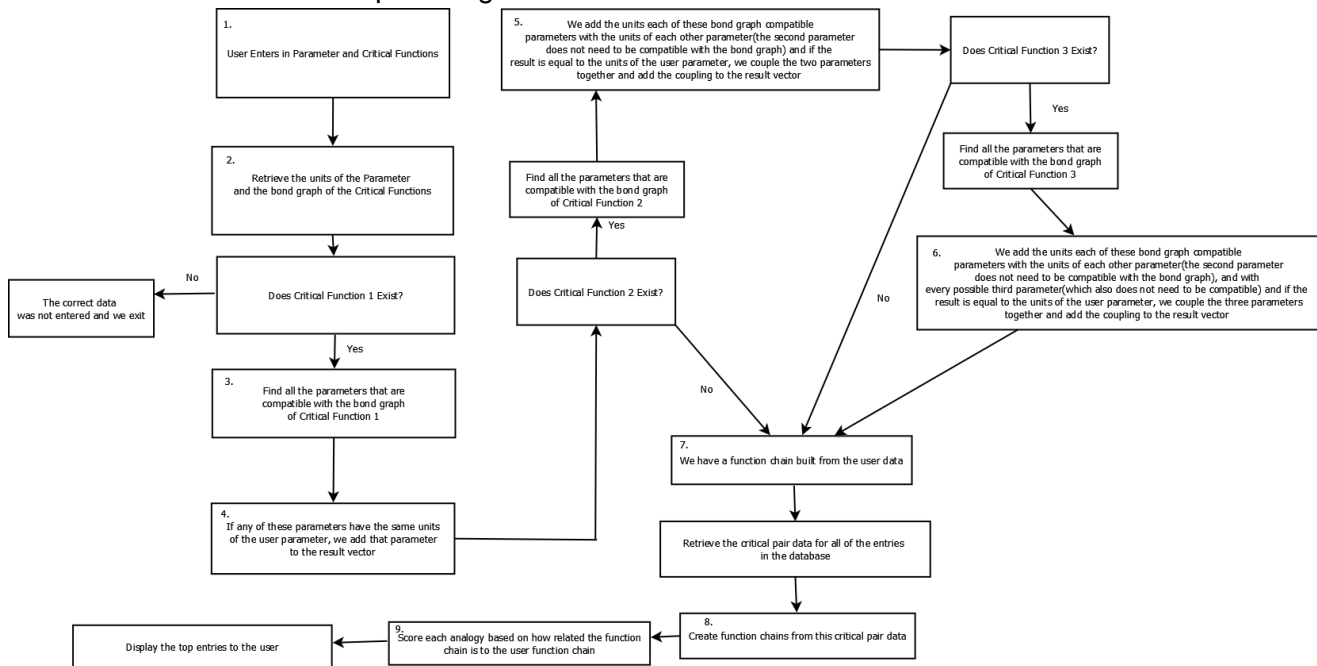 1.
User Enters in Parameter and Critical Functions
2.
Retrieve the units of the Parameter
and the bond graph of the Critical Functions
Does Critical Function 1 Exist?
No
The correct data
was not entered and we exit
Yes
3.
Find all the parameters that are
compatible with the bond graph
of Critical Function 1
4.
If any of these parameters have the same units
of the user parameter, we add that parameter
to the result vector
Does Critical Function 2 Exist?
Yes
Find all the parameters that are
compatible with the bond graph
of Critical Function 2
5.
We add the units each of these bond graph compatible
parameters with the units of each other parameter(the second parameter
does not need to be compatible with the bond graph) and if the
result is equal to the units of the user parameter, we couple the two parameters
together and add the coupling to the result vector
No
Does Critical Function 3 Exist?
Yes
Find all the parameters that are
compatible with the bond graph
of Critical Function 3
6.
We add the units each of these bond graph compatible
parameters with the units of each other parameter(the second parameter
does not need to be compatible with the bond graph), and with
every possible third parameter(which also does not need to be compatible) and if the
result is equal to the units of the user parameter, we couple the three parameters
together and add the coupling to the result vector
No
7.
We have a function chain built from the user data
Retrieve the critical pair data for all of the entries
in the database
8.
Create function chains from this critical pair data
9.
Score each analogy based on how related the function
chain is to the user function chain
Display the top entries to the user